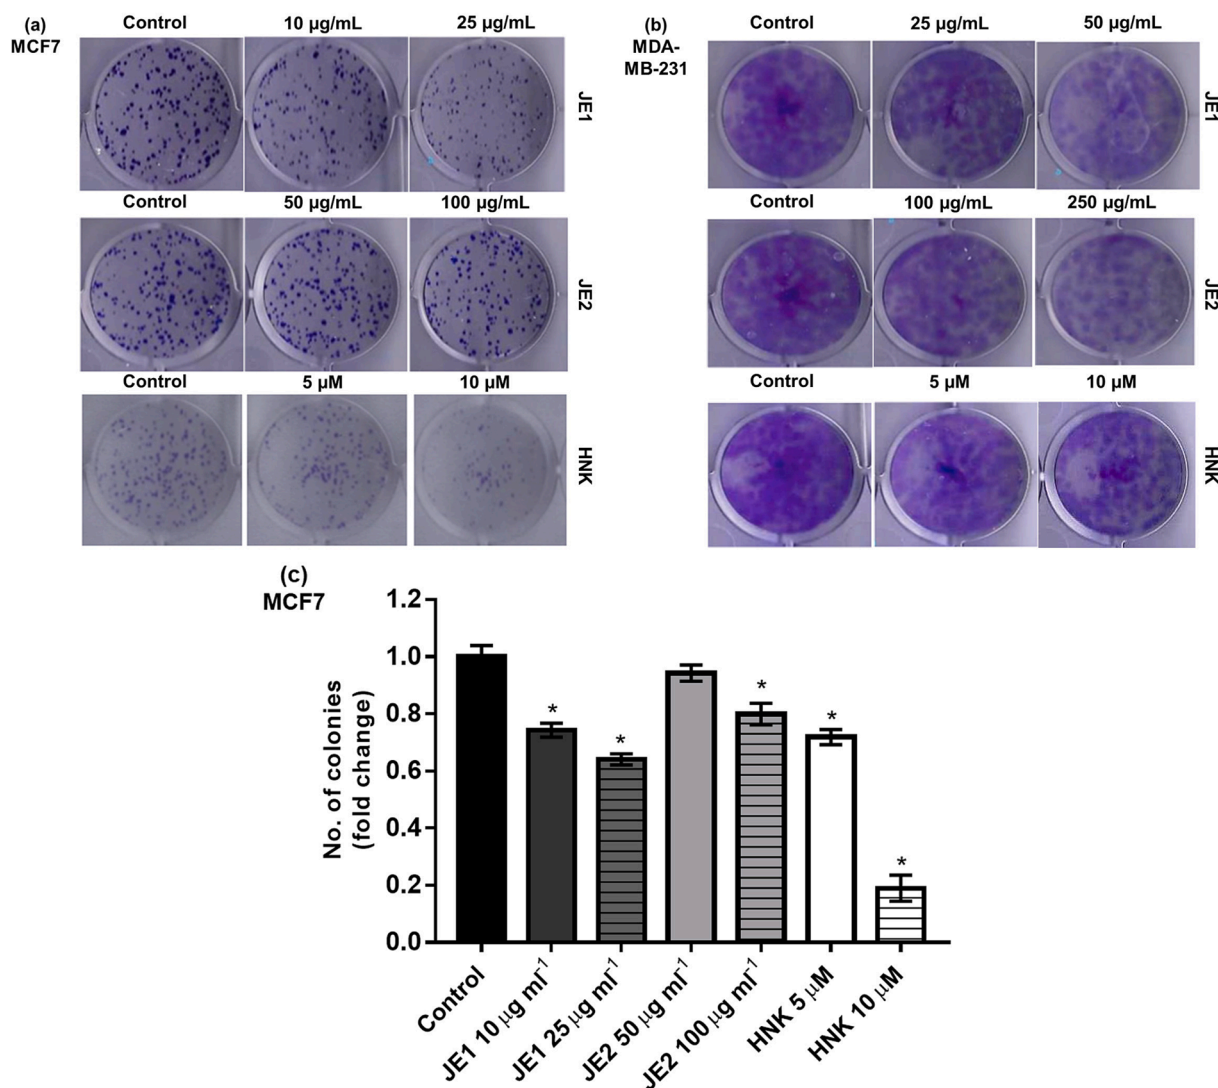 (a)
MCF7
Control 10 µg/mL 25 µg/mL
JE1
Control 50 µg/mL 100 µg/mL
JE2
Control 5 µM 10 µM
HNK
(b)
MDA-
MB-231
Control 25 µg/mL 50 µg/mL
JE1
Control 100 µg/mL 250 µg/mL
JE2
Control 5 µM 10 µM
HNK
(c)
MCF7
No. of colonies
(fold change)
1.2
1.0
0.8
0.6
0.4
0.2
0.0
* * * * *
Control
JE1 10 µg ml⁻¹
JE1 25 µg ml⁻¹
JE2 50 µg ml⁻¹
JE2 100 µg ml⁻¹
HNK 5 µM
HNK 10 µM